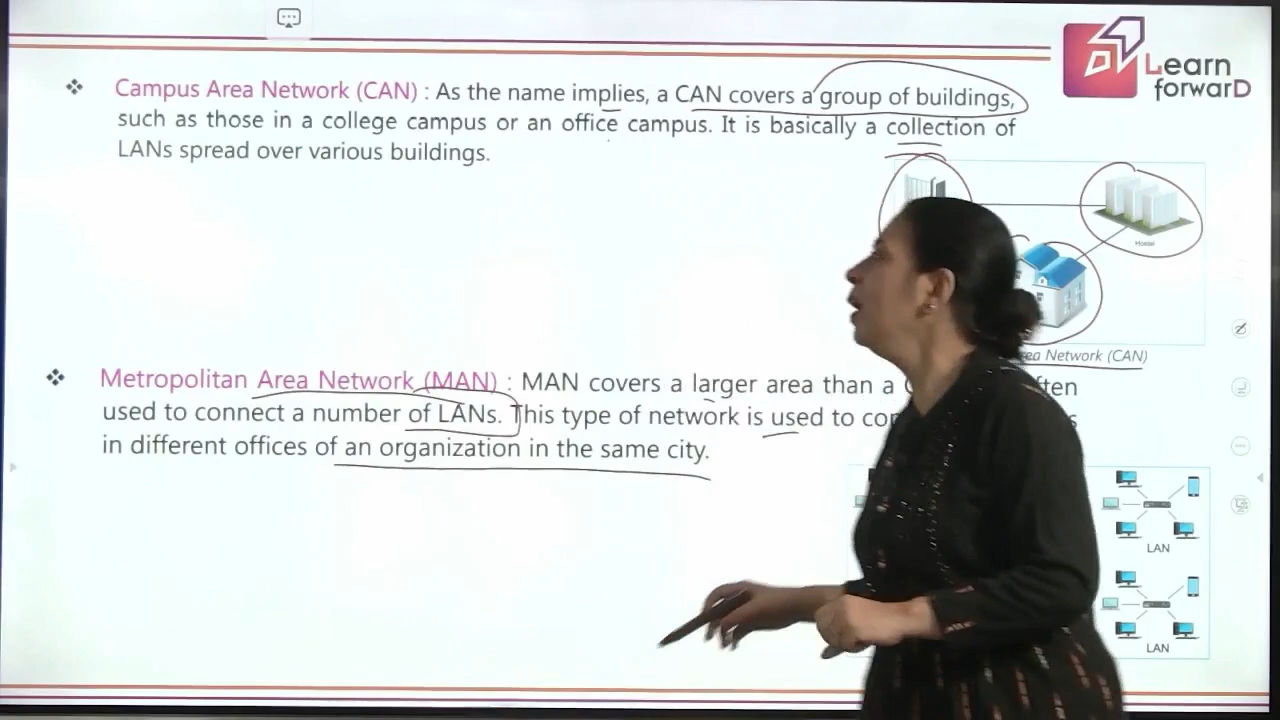 Learn
forwarD
❖ Campus Area Network (CAN) : As the name implies, a CAN covers a group of buildings,
such as those in a college campus or an office campus. It is basically a collection of
LANs spread over various buildings.
Hostel
Network (CAN)
❖ Metropolitan Area Network (MAN) : MAN covers a larger area than a
used to connect a number of LANs. This type of network is used to
in different offices of an organization in the same city.
LAN
LAN